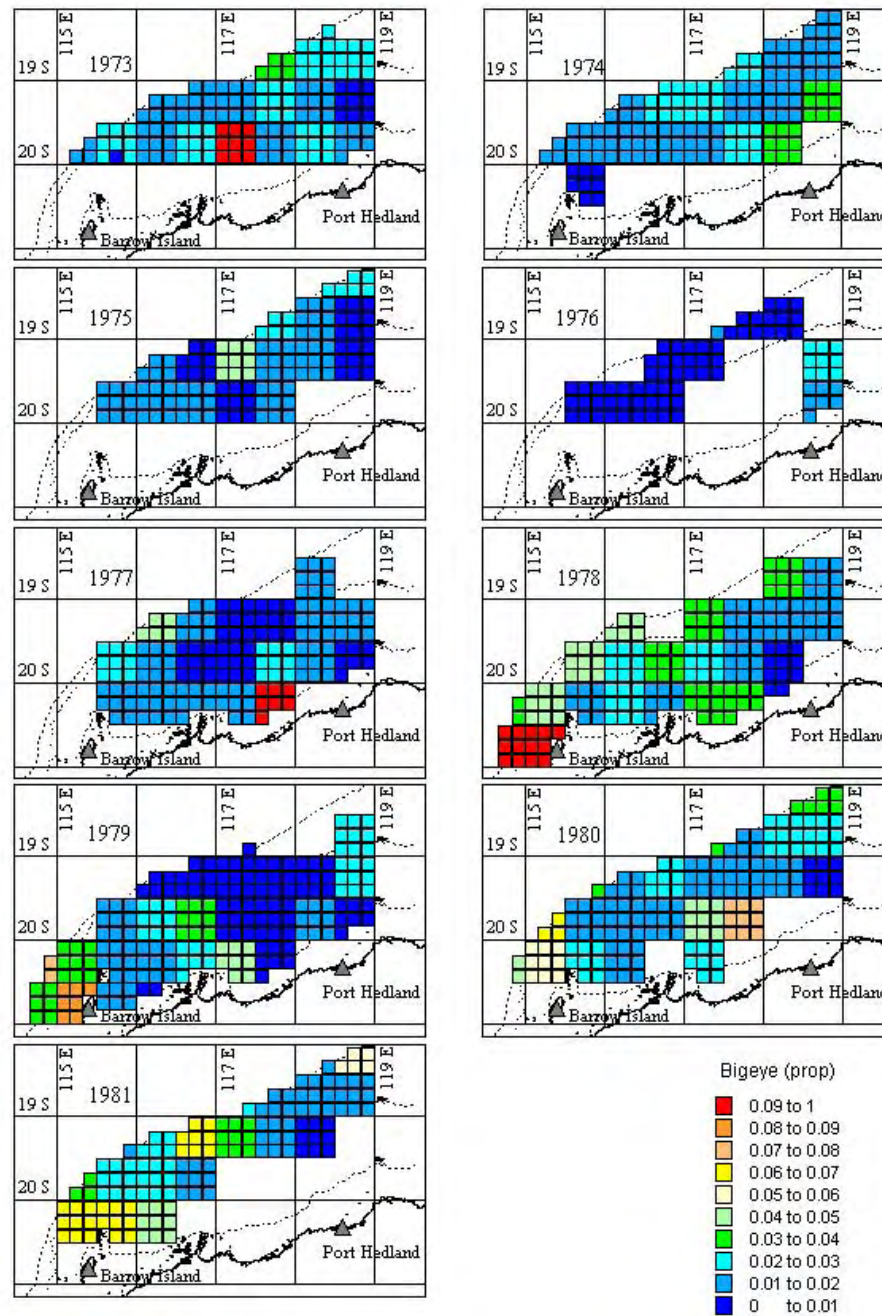 115 E
117 E
119 E
1973
19 S
20 S
Port Hedland
Barrow Island
115 E
117 E
119 E
1974
19 S
20 S
Port Hedland
Barrow Island
115 E
117 E
119 E
1975
19 S
20 S
Port Hedland
Barrow Island
115 E
117 E
119 E
1976
19 S
20 S
Port Hedland
Barrow Island
115 E
117 E
119 E
1977
19 S
20 S
Port Hedland
Barrow Island
115 E
117 E
119 E
1978
19 S
20 S
Port Hedland
Barrow Island
115 E
117 E
119 E
1979
19 S
20 S
Port Hedland
Barrow Island
115 E
117 E
119 E
1980
19 S
20 S
Port Hedland
Barrow Island
115 E
117 E
119 E
1981
19 S
20 S
Port Hedland
Barrow Island
Bigeye (prop)
0.09 to 1
0.08 to 0.09
0.07 to 0.08
0.06 to 0.07
0.05 to 0.06
0.04 to 0.05
0.03 to 0.04
0.02 to 0.03
0.01 to 0.02
0 to 0.01